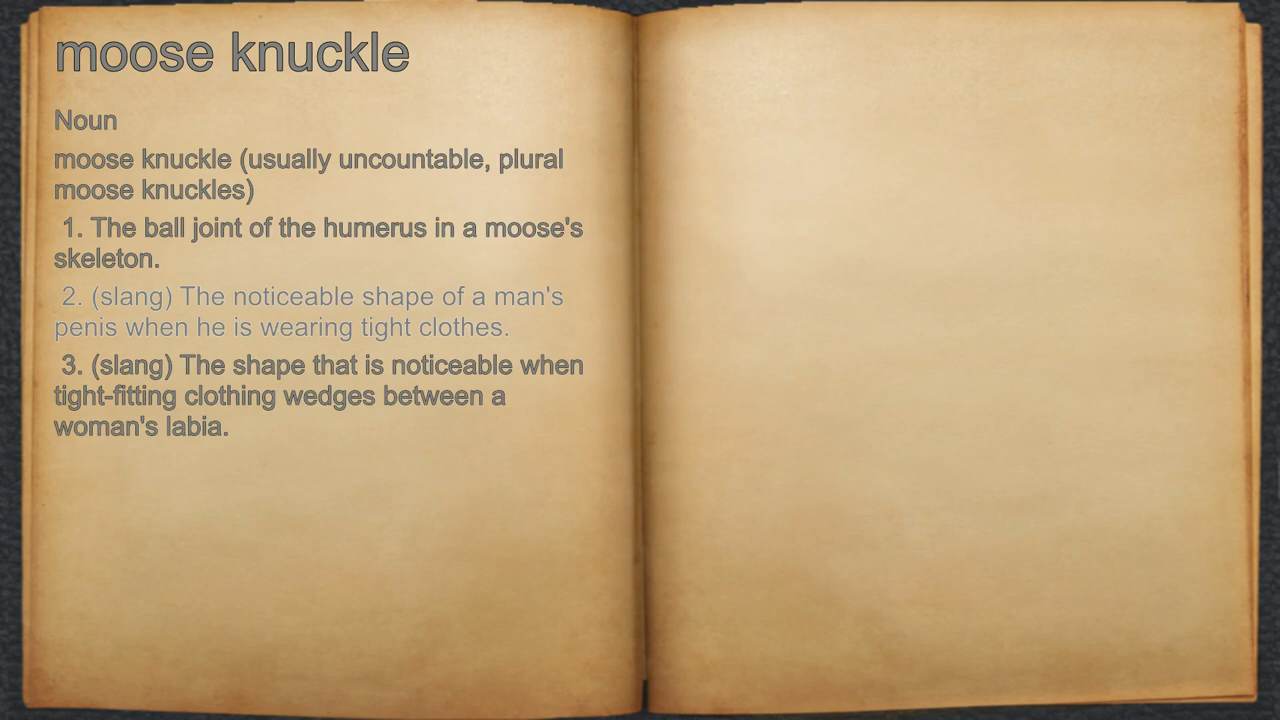 moose knuckle
Noun
moose knuckle (usually uncountable, plural
moose knuckles)
1. The ball joint of the humerus in a moose's
skeleton.
2. (slang) The noticeable shape of a man's
penis when he is wearing tight clothes.
3. (slang) The shape that is noticeable when
tight-fitting clothing wedges between a
woman's labia.